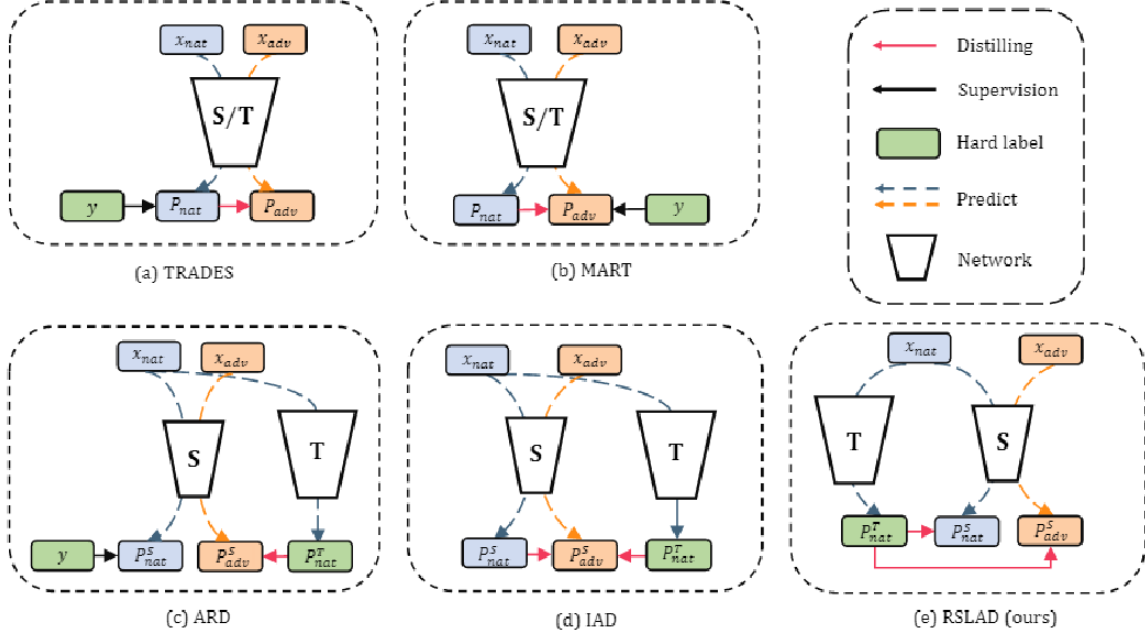 x_nat x_adv
S/T
y P_nat P_adv
(a) TRADES
x_nat x_adv
S/T
P_nat P_adv y
(b) MART
Distilling
Supervision
Hard label
Predict
Network
x_nat x_adv
S T
y P^S_nat P^S_adv P^T_nat
(c) ARD
x_nat x_adv
S T
P^S_nat P^S_adv P^T_nat
(d) IAD
x_nat x_adv
T S
P^T_nat P^S_nat P^S_adv
(e) RSLAD (ours)